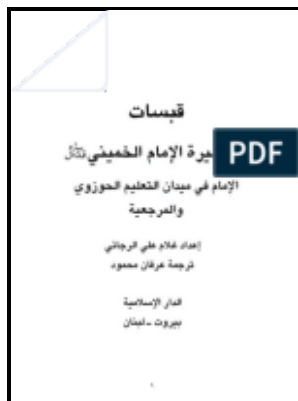 قبسات
سيرة الإمام الخميني
PDF
الإمام في ميدان التعليم الحوزوي
والمرجعية
إعداد غلام علي الرجائي
ترجمة عرفان محمود
الدار الإسلامية
بيروت - لبنان